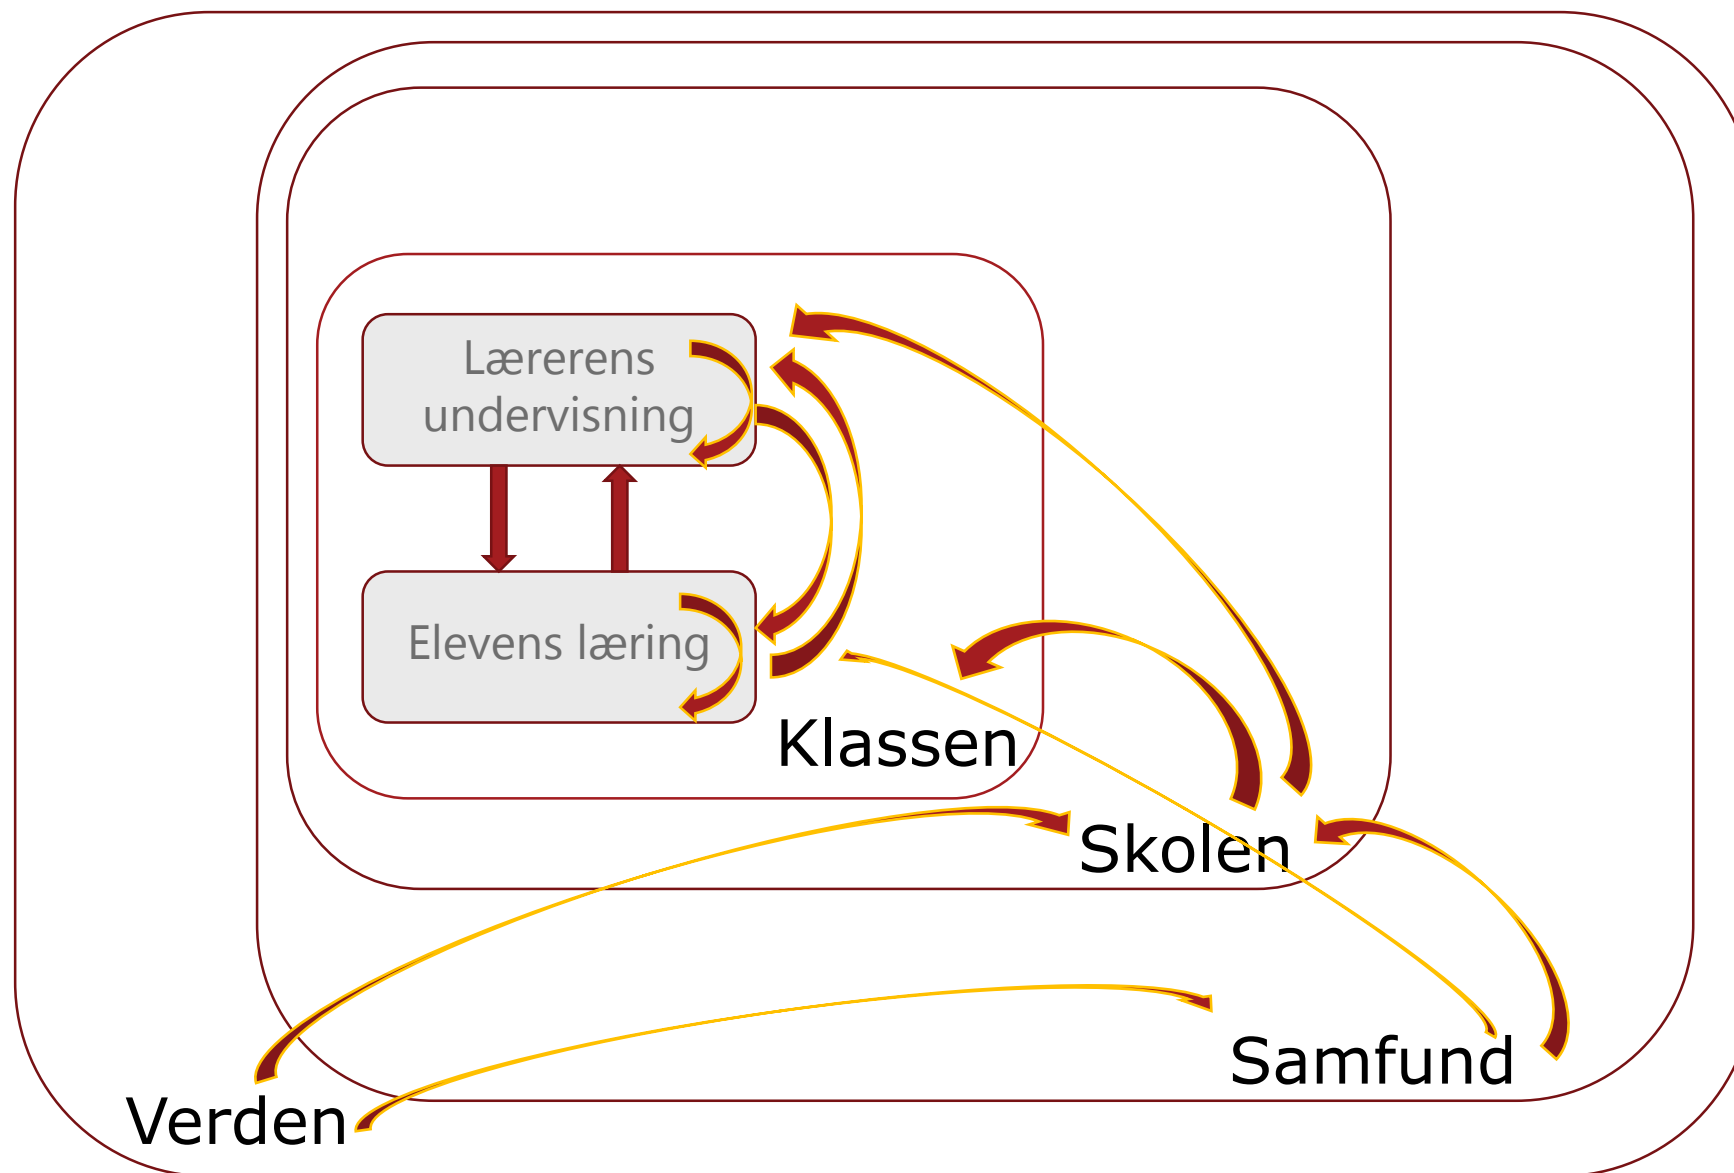 Lærerens
undervisning
Elevens læring
Klassen
Skolen
Samfund
Verden